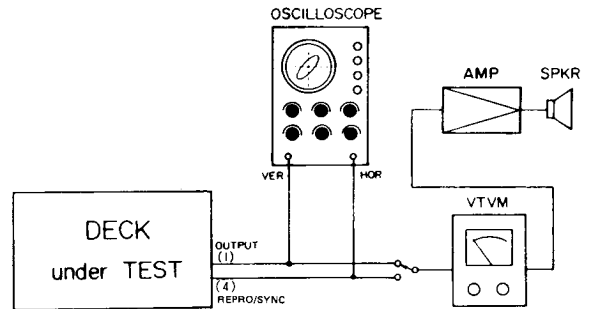 OSCILLOSCOPE
AMP
SPKR
VER
HOR
VTVM
DECK
under TEST
OUTPUT
(1)
(4)
REPRO/SYNC